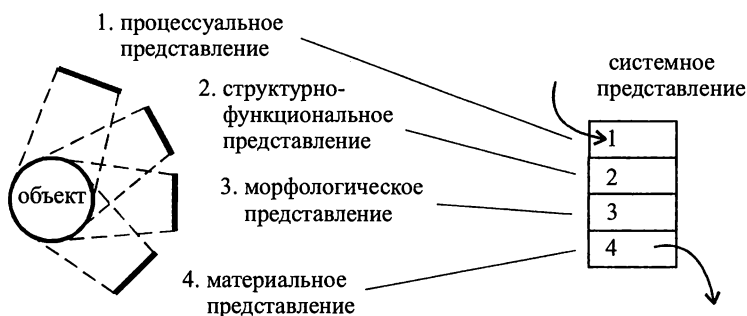 1. процессуальное
представление
2. структурно-
функциональное
представление
3. морфологическое
представление
4. материальное
представление
объект
системное
представление
1
2
3
4